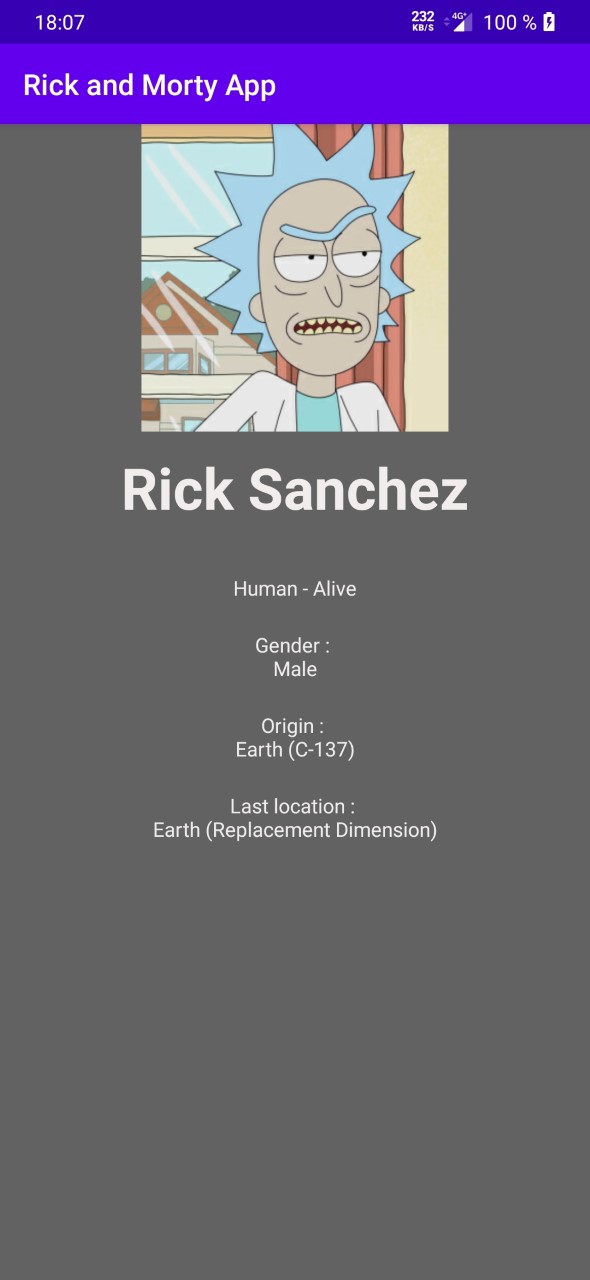 18:07
232
KB/S
4G+
100 %
Rick and Morty App
Rick Sanchez
Human - Alive
Gender :
Male
Origin :
Earth (C-137)
Last location :
Earth (Replacement Dimension)